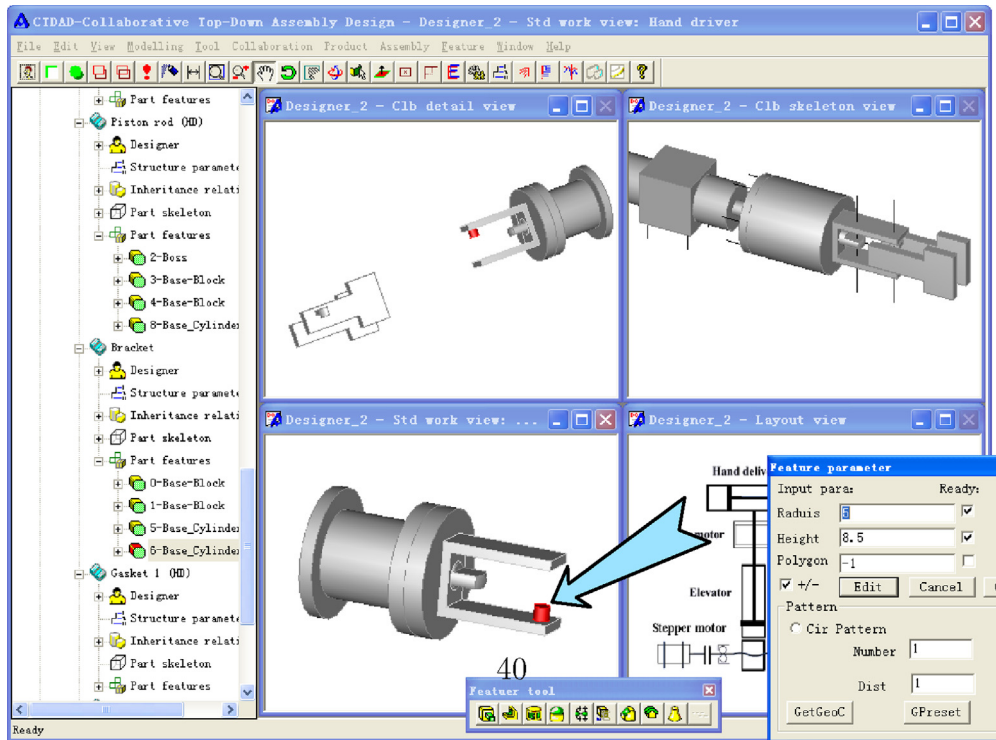 CTDAD-Collaborative Top-Down Assembly Design - Designer_2 - Std work view: Hand driver
File Edit View Modelling Tool Collaboration Product Assembly Feature Window Help
Part features
Piston rod (HD)
Designer
Structure paramete
Inheritance relati
Part skeleton
Part features
2-Boss
3-Base-Block
4-Base-Block
8-Base_Cylinder
Bracket
Designer
Structure paramete
Inheritance relati
Part skeleton
Part features
0-Base-Block
1-Base-Block
5-Base_Cylinder
6-Base_Cylinder
Gasket 1 (HD)
Designer
Structure paramete
Inheritance relati
Part skeleton
Part features
Designer_2 - Clb detail view
Designer_2 - Clb skeleton view
Designer_2 - Std work view: ...
40
Designer_2 - Layout view
Hand deliv
motor
Elevator
Stepper motor
Featuer tool
Feature parameter
Input para: Ready:
Raduis 6
Height 8.5
Polygon -1
+/- Edit Cancel
Pattern
Cir Pattern
Number 1
Dist 1
GetGeoC GPreset
Ready